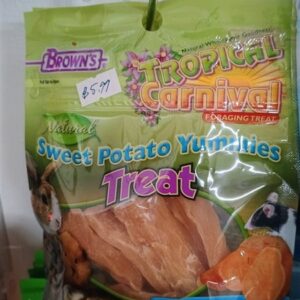 BROWN'S
$5.99
TROPICAL
Carnival
FORAGING TREAT
Natural
Sweet Potato Yummies
Treat